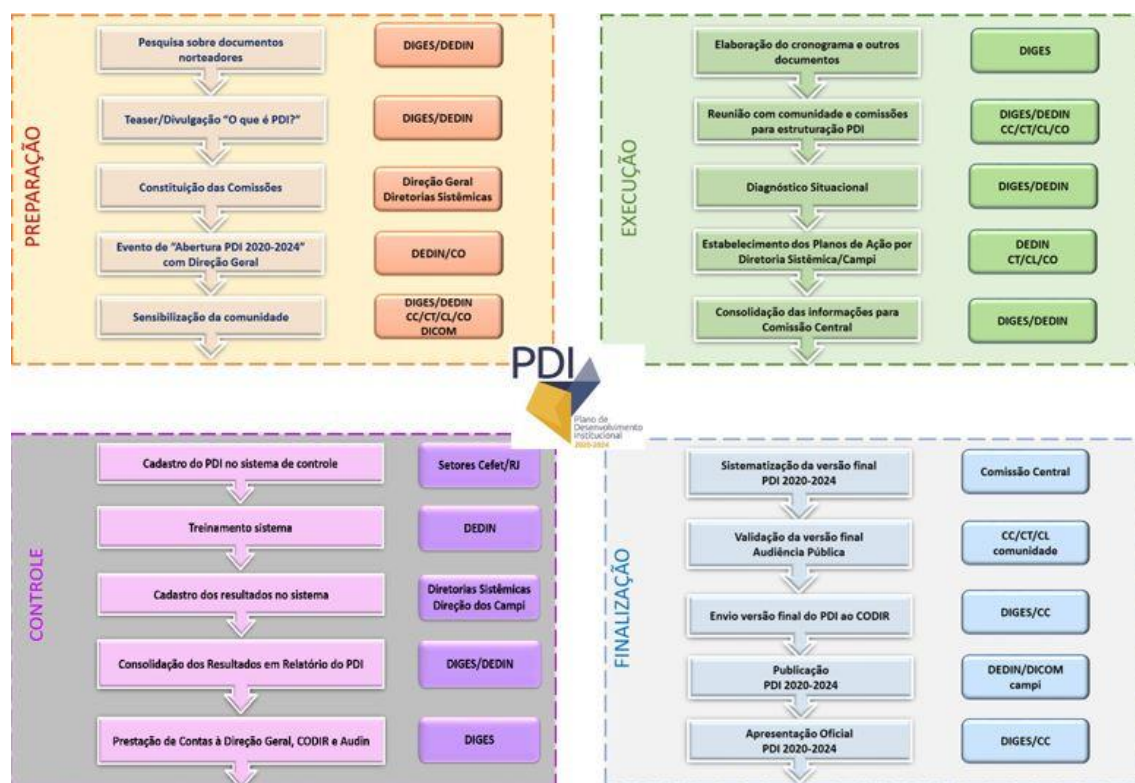 PREPARAÇÃO
Pesquisa sobre documentos
norteadores
DIGES/DEDIN
Teaser/Divulgação "O que é PDI?"
DIGES/DEDIN
Constituição das Comissões
Direção Geral
Diretorias Sistêmicas
Evento de "Abertura PDI 2020-2024"
com Direção Geral
DEDIN/CO
Sensibilização da comunidade
DIGES/DEDIN
CC/CT/CL/CO
DICOM
EXECUÇÃO
Elaboração do cronograma e outros
documentos
DIGES
Reunião com comunidade e comissões
para estruturação PDI
DIGES/DEDIN
CC/CT/CL/CO
Diagnóstico Situacional
DIGES/DEDIN
Estabelecimento dos Planos de Ação por
Diretoria Sistêmica/Campi
DEDIN
CT/CL/CO
Consolidação das informações para
Comissão Central
DIGES/DEDIN
PDI
Plano de
Desenvolvimento
Institucional
2020-2024
CONTROLE
Cadastro do PDI no sistema de controle
Setores Cefet/RJ
Treinamento sistema
DEDIN
Cadastro dos resultados no sistema
Diretorias Sistêmicas
Direção dos Campi
Consolidação dos Resultados em Relatório do PDI
DIGES/DEDIN
Prestação de Contas à Direção Geral, CODIR e Audin
DIGES
FINALIZAÇÃO
Sistematização da versão final
PDI 2020-2024
Comissão Central
Validação da versão final
Audiência Pública
CC/CT/CL
comunidade
Envio versão final do PDI ao CODIR
DIGES/CC
Publicação
PDI 2020-2024
DEDIN/DICOM
campi
Apresentação Oficial
PDI 2020-2024
DIGES/CC